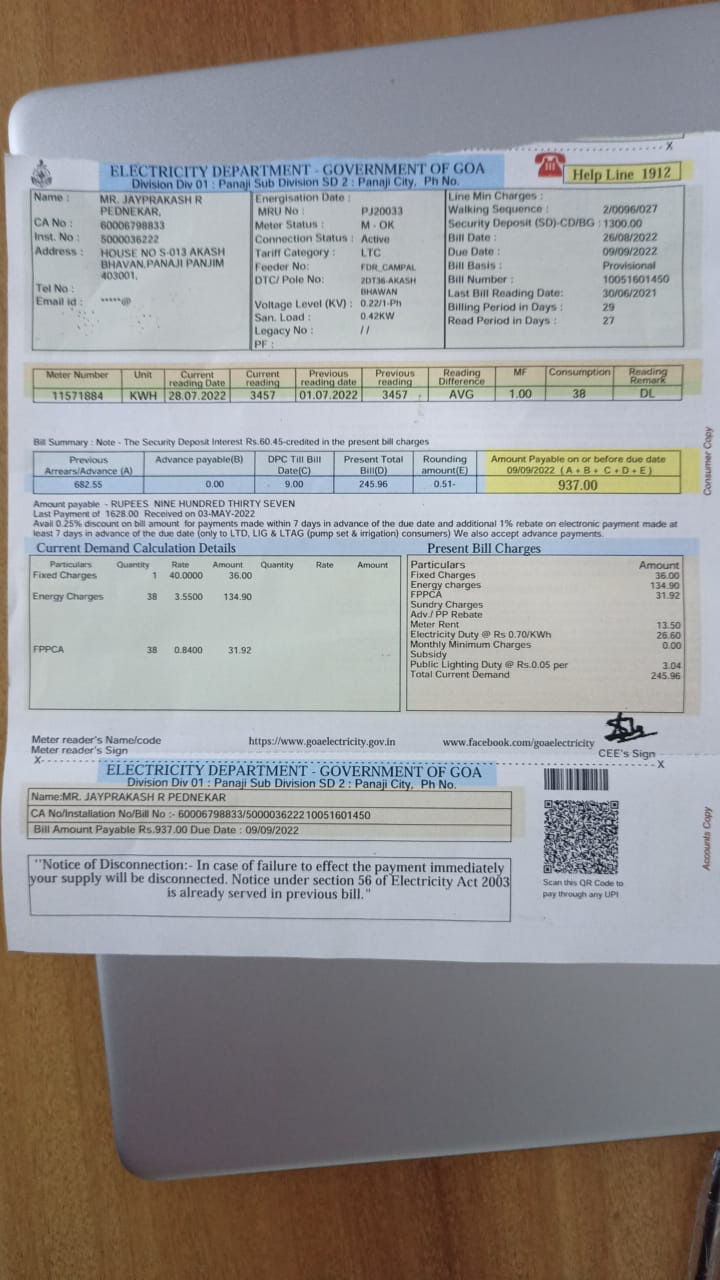 ELECTRICITY DEPARTMENT - GOVERNMENT OF GOA
Division Div 01 : Panaji Sub Division SD 2 : Panaji City, Ph No.
Help Line 1912
Name : MR. JAYPRAKASH R PEDNEKAR,
CA No : 60006798833
Inst. No : 5000036222
Address : HOUSE NO S-013 AKASH
BHAVAN,PANAJI PANJIM
403001,
Tel No :
Email id : *****@
Energisation Date :
MRU No : PJ20033
Meter Status : M - OK
Connection Status : Active
Tariff Category : LTC
Feeder No: FDR_CAMPAL
DTC/ Pole No: 2DT36-AKASH BHAWAN
Voltage Level (KV) : 0.22/1-Ph
San. Load : 0.42KW
Legacy No : //
PF :
Line Min Charges :
Walking Sequence : 2/0096/027
Security Deposit (SD)-CD/BG : 1300.00
Bill Date : 26/08/2022
Due Date : 09/09/2022
Bill Basis : Provisional
Bill Number : 10051601450
Last Bill Reading Date: 30/06/2021
Billing Period in Days : 29
Read Period in Days : 27
Meter Number Unit Current reading Date Current reading Previous reading date Previous reading Reading Difference MF Consumption Reading Remark
11571884 KWH 28.07.2022 3457 01.07.2022 3457 AVG 1.00 38 DL
Bill Summary : Note - The Security Deposit Interest Rs.60.45-credited in the present bill charges
Previous Arrears/Advance (A) Advance payable(B) DPC Till Bill Date(C) Present Total Bill(D) Rounding amount(E) Amount Payable on or before due date 09/09/2022 ( A + B + C + D + E )
682.55 0.00 9.00 245.96 0.51- 937.00
Amount payable - RUPEES NINE HUNDRED THIRTY SEVEN
Last Payment of 1628.00 Received on 03-MAY-2022
Avail 0.25% discount on bill amount for payments made within 7 days in advance of the due date and additional 1% rebate on electronic payment made at
least 7 days in advance of the due date (only to LTD, LIG & LTAG (pump set & irrigation) consumers) We also accept advance payments.
Current Demand Calculation Details
Particulars Quantity Rate Amount Quantity Rate Amount
Fixed Charges 1 40.0000 36.00
Energy Charges 38 3.5500 134.90
FPPCA 38 0.8400 31.92
Present Bill Charges
Particulars Amount
Fixed Charges 36.00
Energy charges 134.90
FPPCA 31.92
Sundry Charges
Adv./ PP Rebate
Meter Rent 13.50
Electricity Duty @ Rs 0.70/KWh 26.60
Monthly Minimum Charges 0.00
Subsidy
Public Lighting Duty @ Rs.0.05 per 3.04
Total Current Demand 245.96
Consumer Copy
Meter reader's Name/code
Meter reader's Sign
https://www.goaelectricity.gov.in
www.facebook.com/goaelectricity
CEE's Sign
ELECTRICITY DEPARTMENT - GOVERNMENT OF GOA
Division Div 01 : Panaji Sub Division SD 2 : Panaji City, Ph No.
Name:MR. JAYPRAKASH R PEDNEKAR
CA No/Installation No/Bill No :- 60006798833/5000036222 10051601450
Bill Amount Payable Rs.937.00 Due Date : 09/09/2022
"Notice of Disconnection:- In case of failure to effect the payment immediately
your supply will be disconnected. Notice under section 56 of Electricity Act 2003
is already served in previous bill."
Scan this QR Code to
pay through any UPI
Accounts Copy